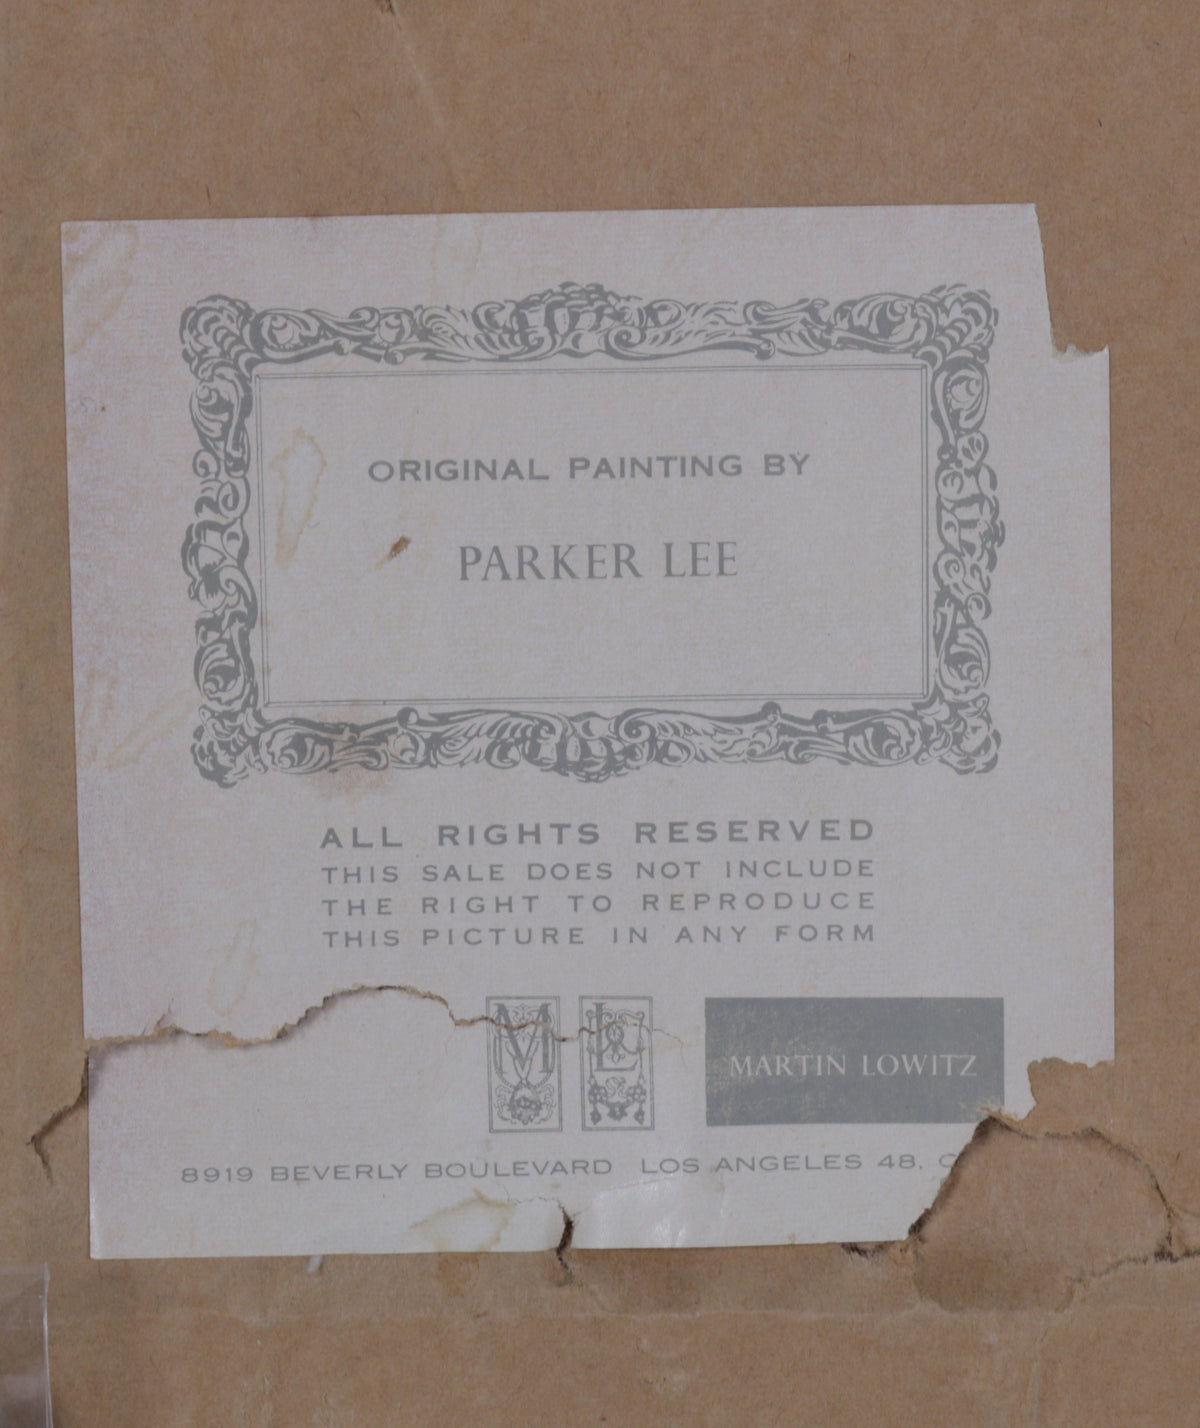 ORIGINAL PAINTING BY
PARKER LEE
ALL RIGHTS RESERVED
THIS SALE DOES NOT INCLUDE
THE RIGHT TO REPRODUCE
THIS PICTURE IN ANY FORM
M L
MARTIN LOWITZ
8919 BEVERLY BOULEVARD LOS ANGELES 48,